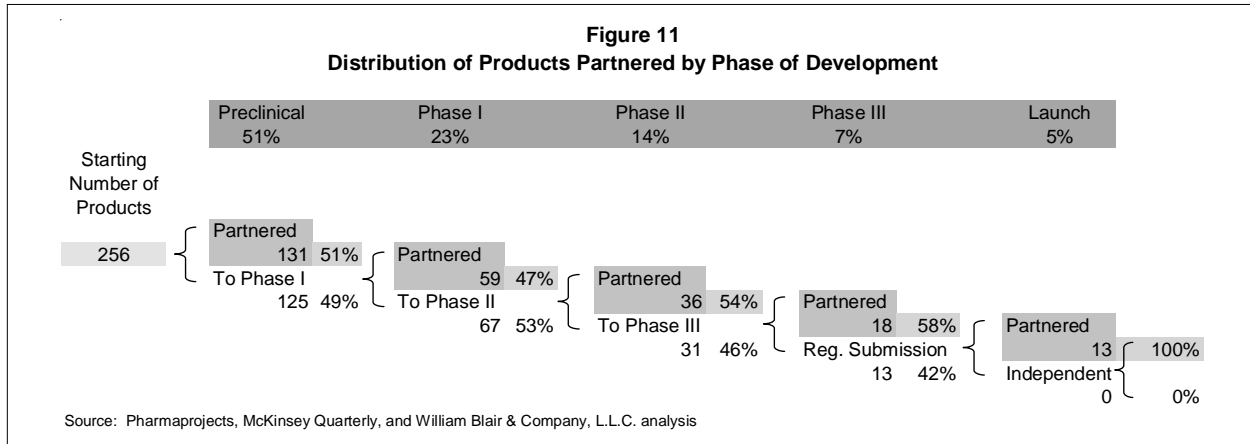 Figure 11
Distribution of Products Partnered by Phase of Development
Preclinical Phase I Phase II Phase III Launch
51% 23% 14% 7% 5%
Starting
Number of
Products
Partnered
256 131 51% Partnered
To Phase I 59 47% Partnered
125 49% To Phase II 36 54% Partnered
67 53% To Phase III 18 58% Partnered
31 46% Reg. Submission 13 100%
13 42% Independent
0 0%
Source: Pharmaprojects, McKinsey Quarterly, and William Blair & Company, L.L.C. analysis